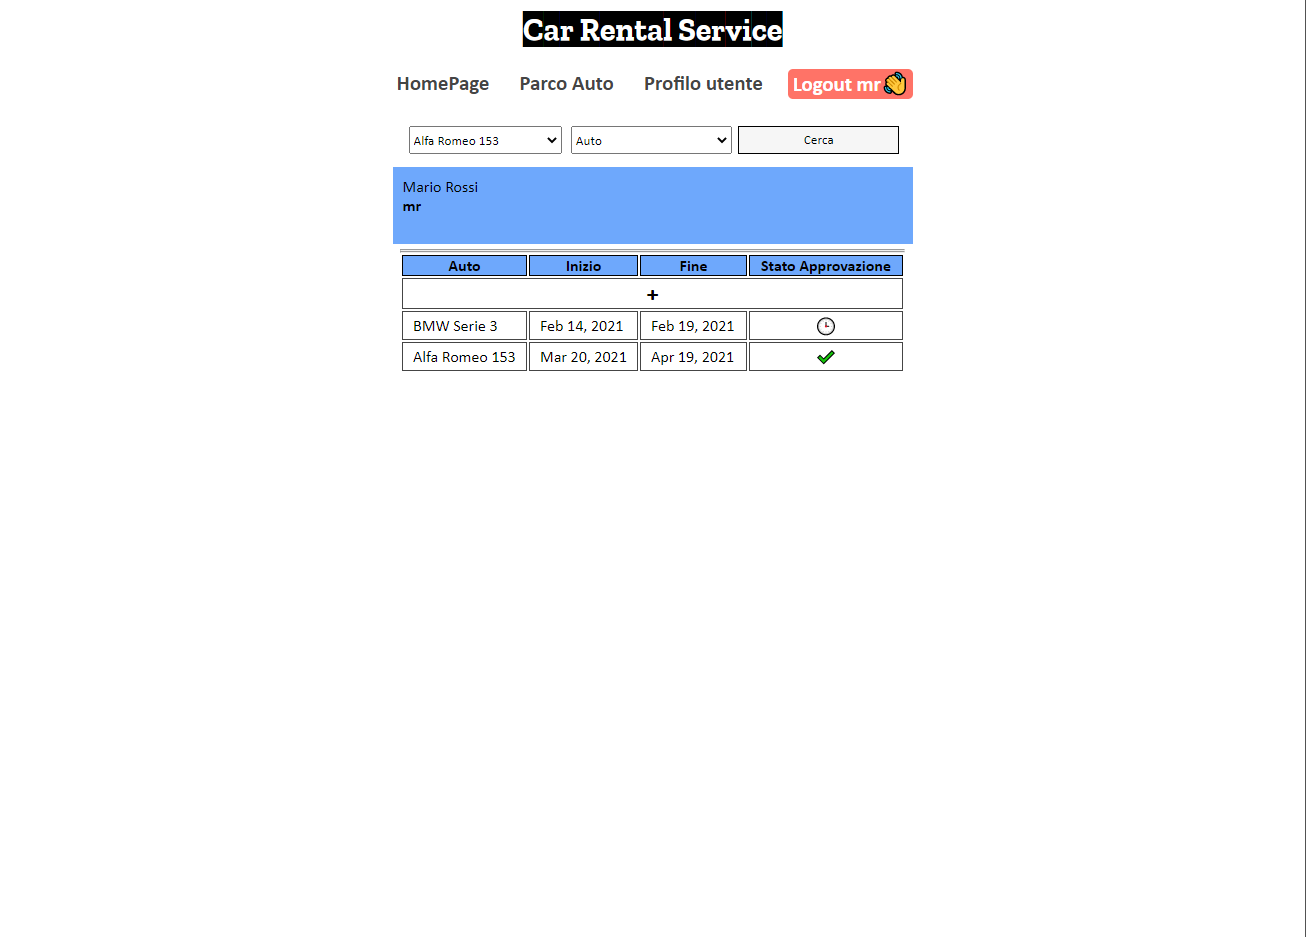 Car Rental Service
HomePage Parco Auto Profilo utente Logout mr
Alfa Romeo 153 Auto Cerca
Mario Rossi
mr
Auto Inizio Fine Stato Approvazione
+
BMW Serie 3 Feb 14, 2021 Feb 19, 2021
Alfa Romeo 153 Mar 20, 2021 Apr 19, 2021